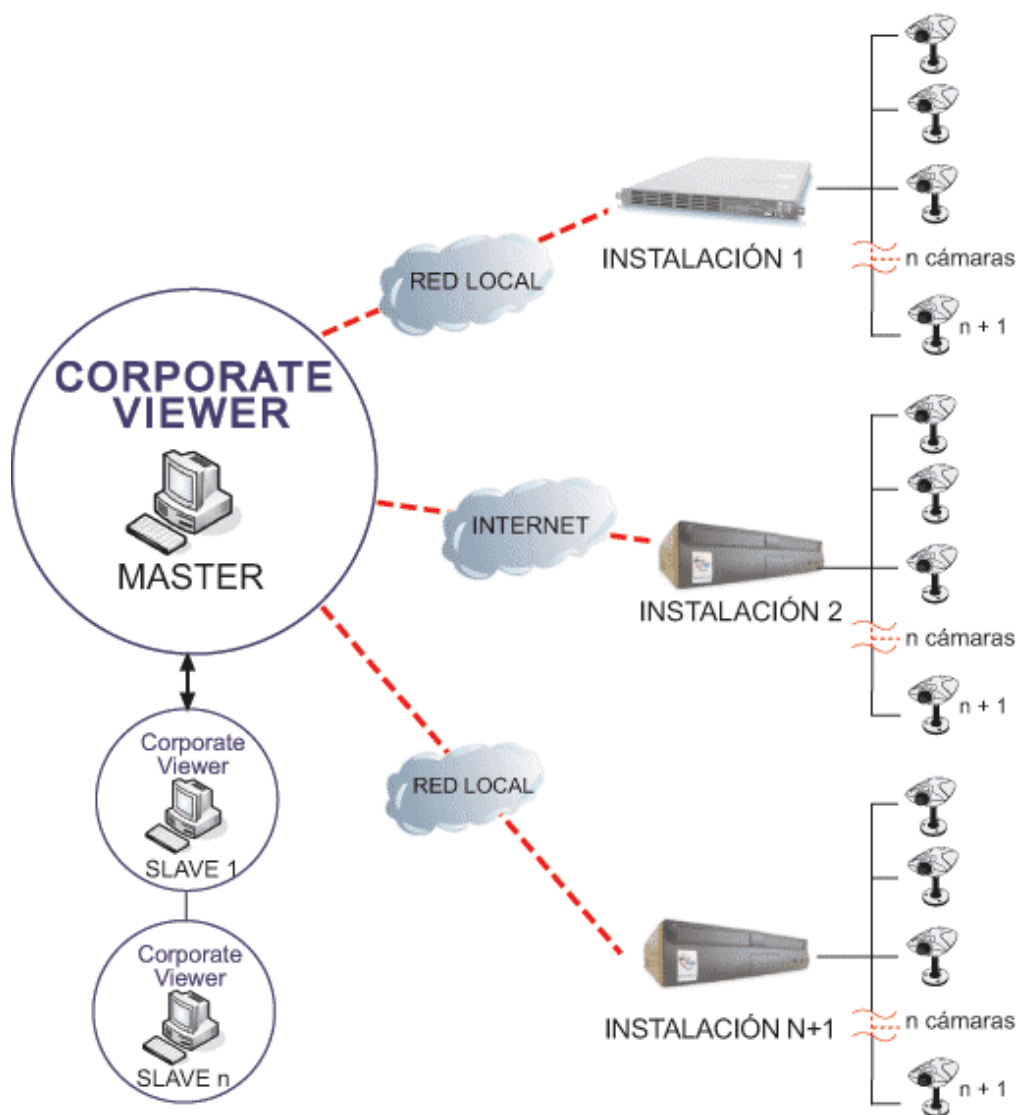 INSTALACIÓN 1
n cámaras
n + 1
RED LOCAL
CORPORATE
VIEWER
MASTER
INTERNET
INSTALACIÓN 2
n cámaras
n + 1
RED LOCAL
Corporate
Viewer
SLAVE 1
Corporate
Viewer
SLAVE n
INSTALACIÓN N+1
n cámaras
n + 1